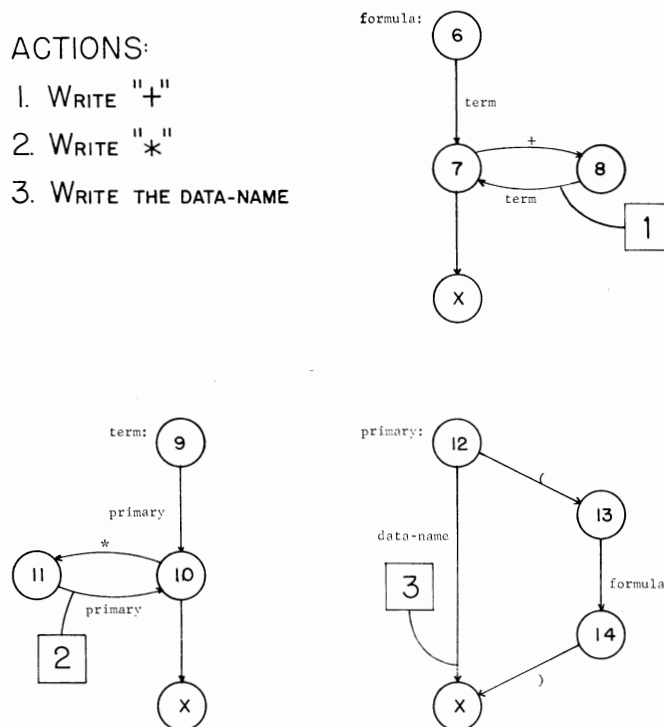 ACTIONS:
1. WRITE "+"
2. WRITE "*"
3. WRITE THE DATA-NAME
formula:
6
term
7
+
8
term
1
X
term:
9
primary
*
11
10
primary
2
X
primary:
12
(
13
data-name
3
formula
14
)
X